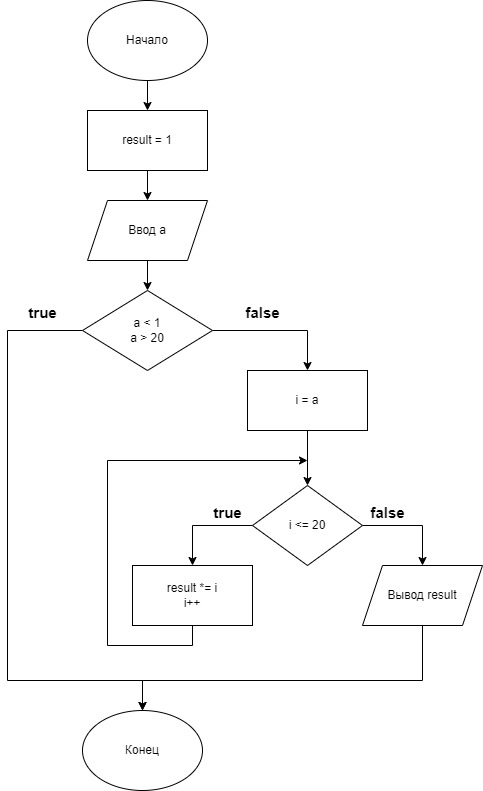 Начало
result = 1
Ввод a
true
false
a < 1
a > 20
i = a
true
false
i <= 20
result *= i
i++
Вывод result
Конец